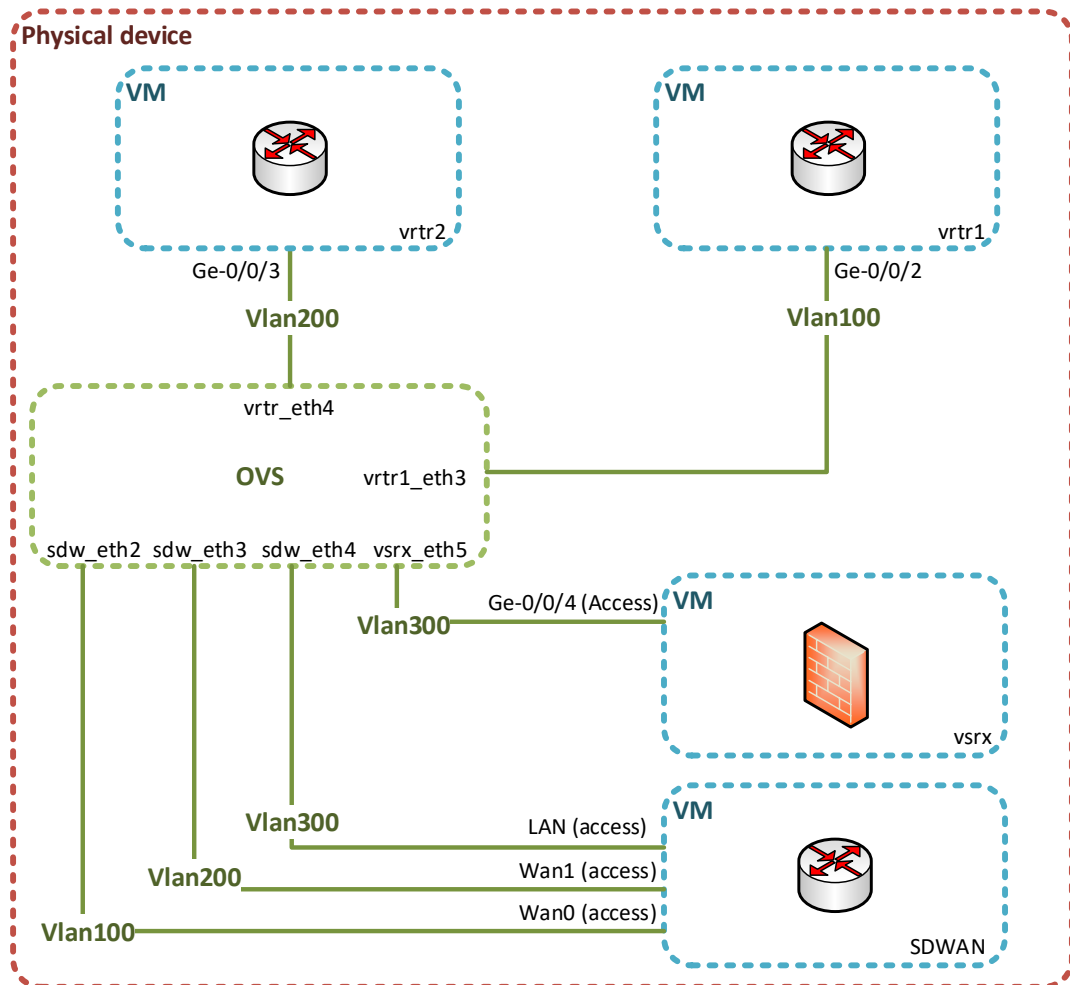 Physical device
VM
VM
vrtr2
vrtr1
Ge-0/0/3
Ge-0/0/2
Vlan200
Vlan100
vrtr_eth4
OVS
vrtr1_eth3
sdw_eth2 sdw_eth3 sdw_eth4 vsrx_eth5
Ge-0/0/4 (Access)
VM
Vlan300
vsrx
VM
Vlan300
LAN (access)
Wan1 (access)
Vlan200
Wan0 (access)
Vlan100
SDWAN